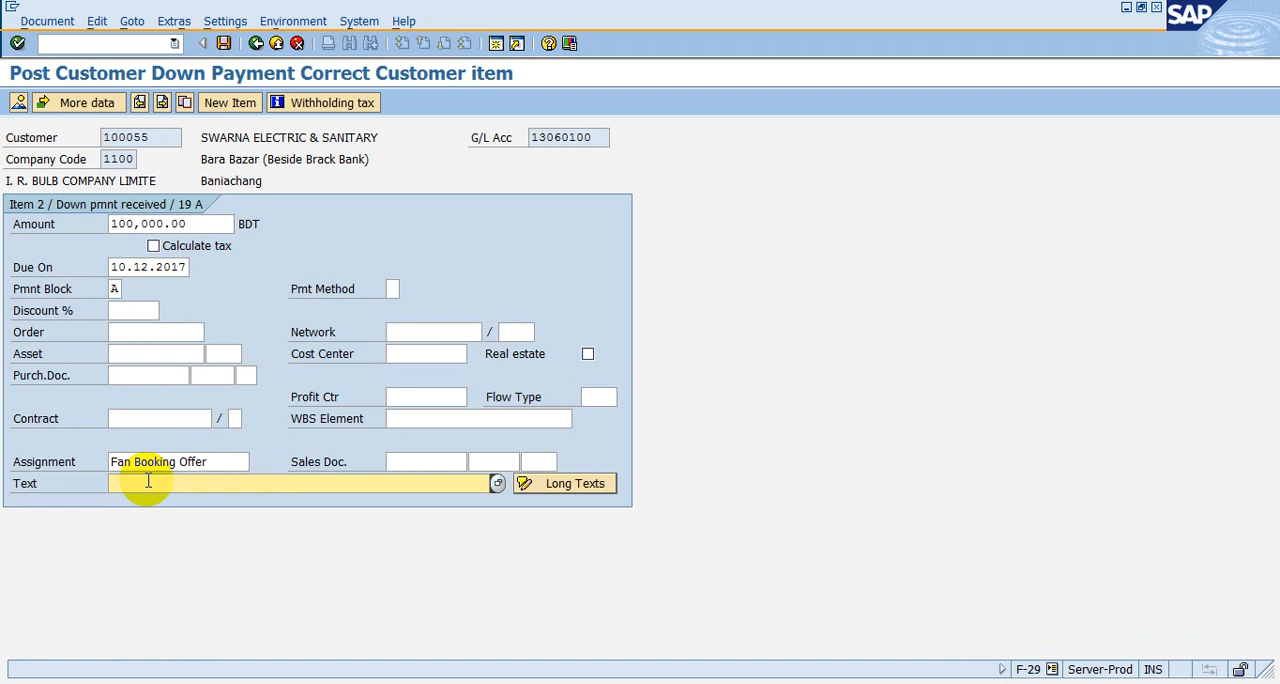 Document Edit Goto Extras Settings Environment System Help
SAP
Post Customer Down Payment Correct Customer item
More data New Item Withholding tax
Customer 100055 SWARNA ELECTRIC & SANITARY G/L Acc 13060100
Company Code 1100 Bara Bazar (Beside Brack Bank)
I. R. BULB COMPANY LIMITE Baniachang
Item 2 / Down pmnt received / 19 A
Amount 100,000.00 BDT
Calculate tax
Due On 10.12.2017
Pmnt Block A Pmt Method
Discount %
Order Network /
Asset Cost Center Real estate
Purch.Doc.
Profit Ctr Flow Type
Contract / WBS Element
Assignment Fan Booking Offer Sales Doc.
Text Long Texts
F-29 Server-Prod INS